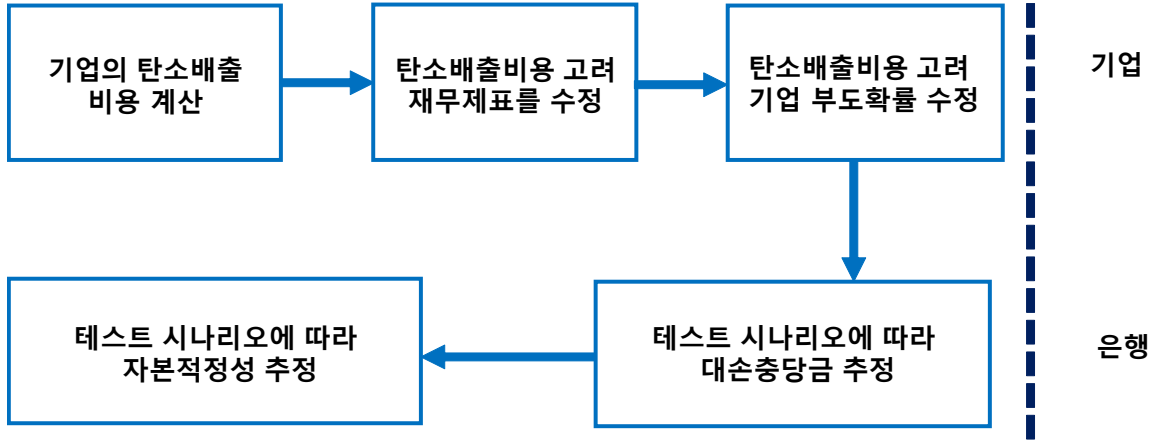 기업의 탄소배출
비용 계산
탄소배출비용 고려
재무제표를 수정
탄소배출비용 고려
기업 부도확률 수정
기업
테스트 시나리오에 따라
자본적정성 추정
테스트 시나리오에 따라
대손충당금 추정
은행